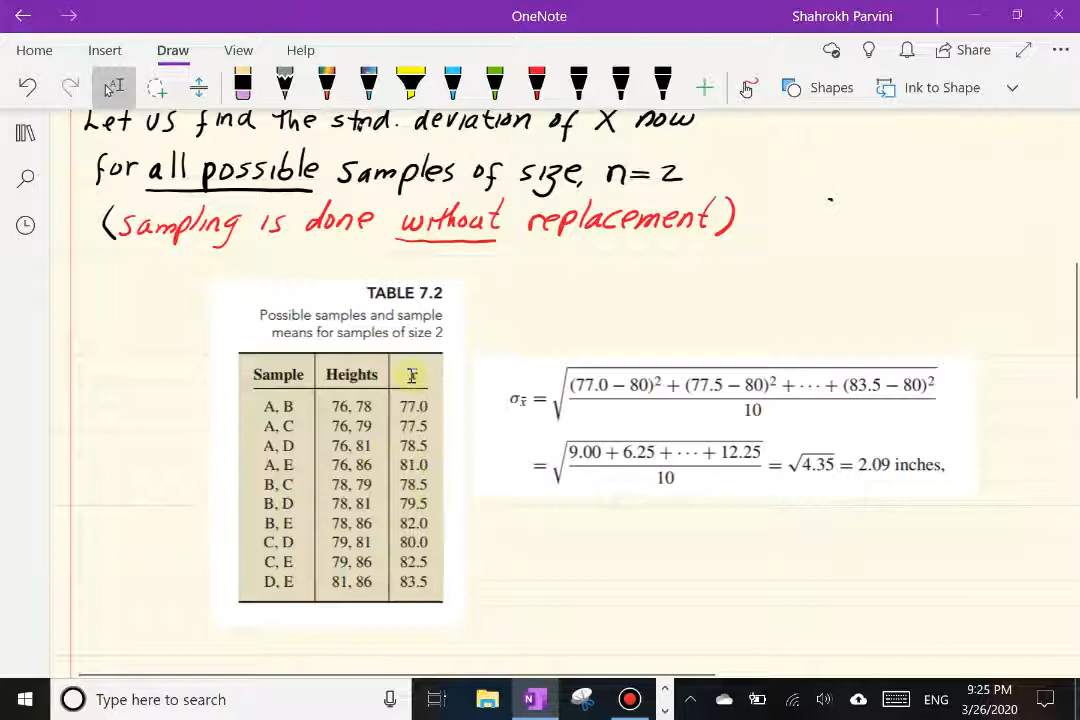 OneNote
Shahrokh Parvini
Home Insert Draw View Help
Share
Shapes
Ink to Shape
Let us find the stnd. deviation of X now
for all possible samples of size, n=2
(sampling is done without replacement)
TABLE 7.2
Possible samples and sample
means for samples of size 2
Sample Heights x̄
A, B 76, 78 77.0
A, C 76, 79 77.5
A, D 76, 81 78.5
A, E 76, 86 81.0
B, C 78, 79 78.5
B, D 78, 81 79.5
B, E 78, 86 82.0
C, D 79, 81 80.0
C, E 79, 86 82.5
D, E 81, 86 83.5
σx̄ = √((77.0 − 80)² + (77.5 − 80)² + ⋯ + (83.5 − 80)² / 10)
= √(9.00 + 6.25 + ⋯ + 12.25 / 10) = √4.35 = 2.09 inches,
Type here to search
ENG
9:25 PM
3/26/2020